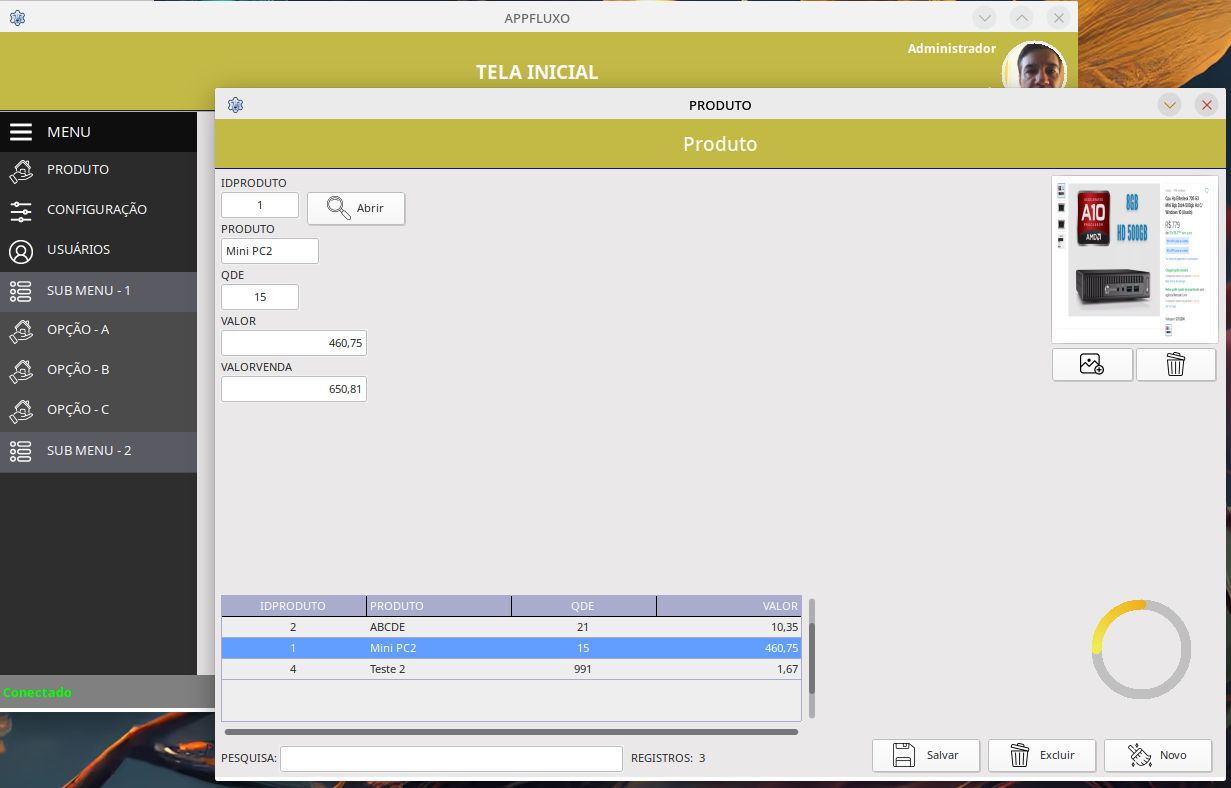 APPFLUXO
Administrador
TELA INICIAL
PRODUTO
Produto
MENU
PRODUTO
CONFIGURAÇÃO
USUÁRIOS
SUB MENU - 1
OPÇÃO - A
OPÇÃO - B
OPÇÃO - C
SUB MENU - 2
Conectado
IDPRODUTO
1 Abrir
PRODUTO
Mini PC2
QDE
15
VALOR
460,75
VALORVENDA
650,81
A10
PROCESSOR
AMD
8GB
HD 500GB
R$ 779
IDPRODUTO PRODUTO QDE VALOR
2 ABCDE 21 10,35
1 Mini PC2 15 460,75
4 Teste 2 991 1,67
PESQUISA: REGISTROS: 3
Salvar Excluir Novo